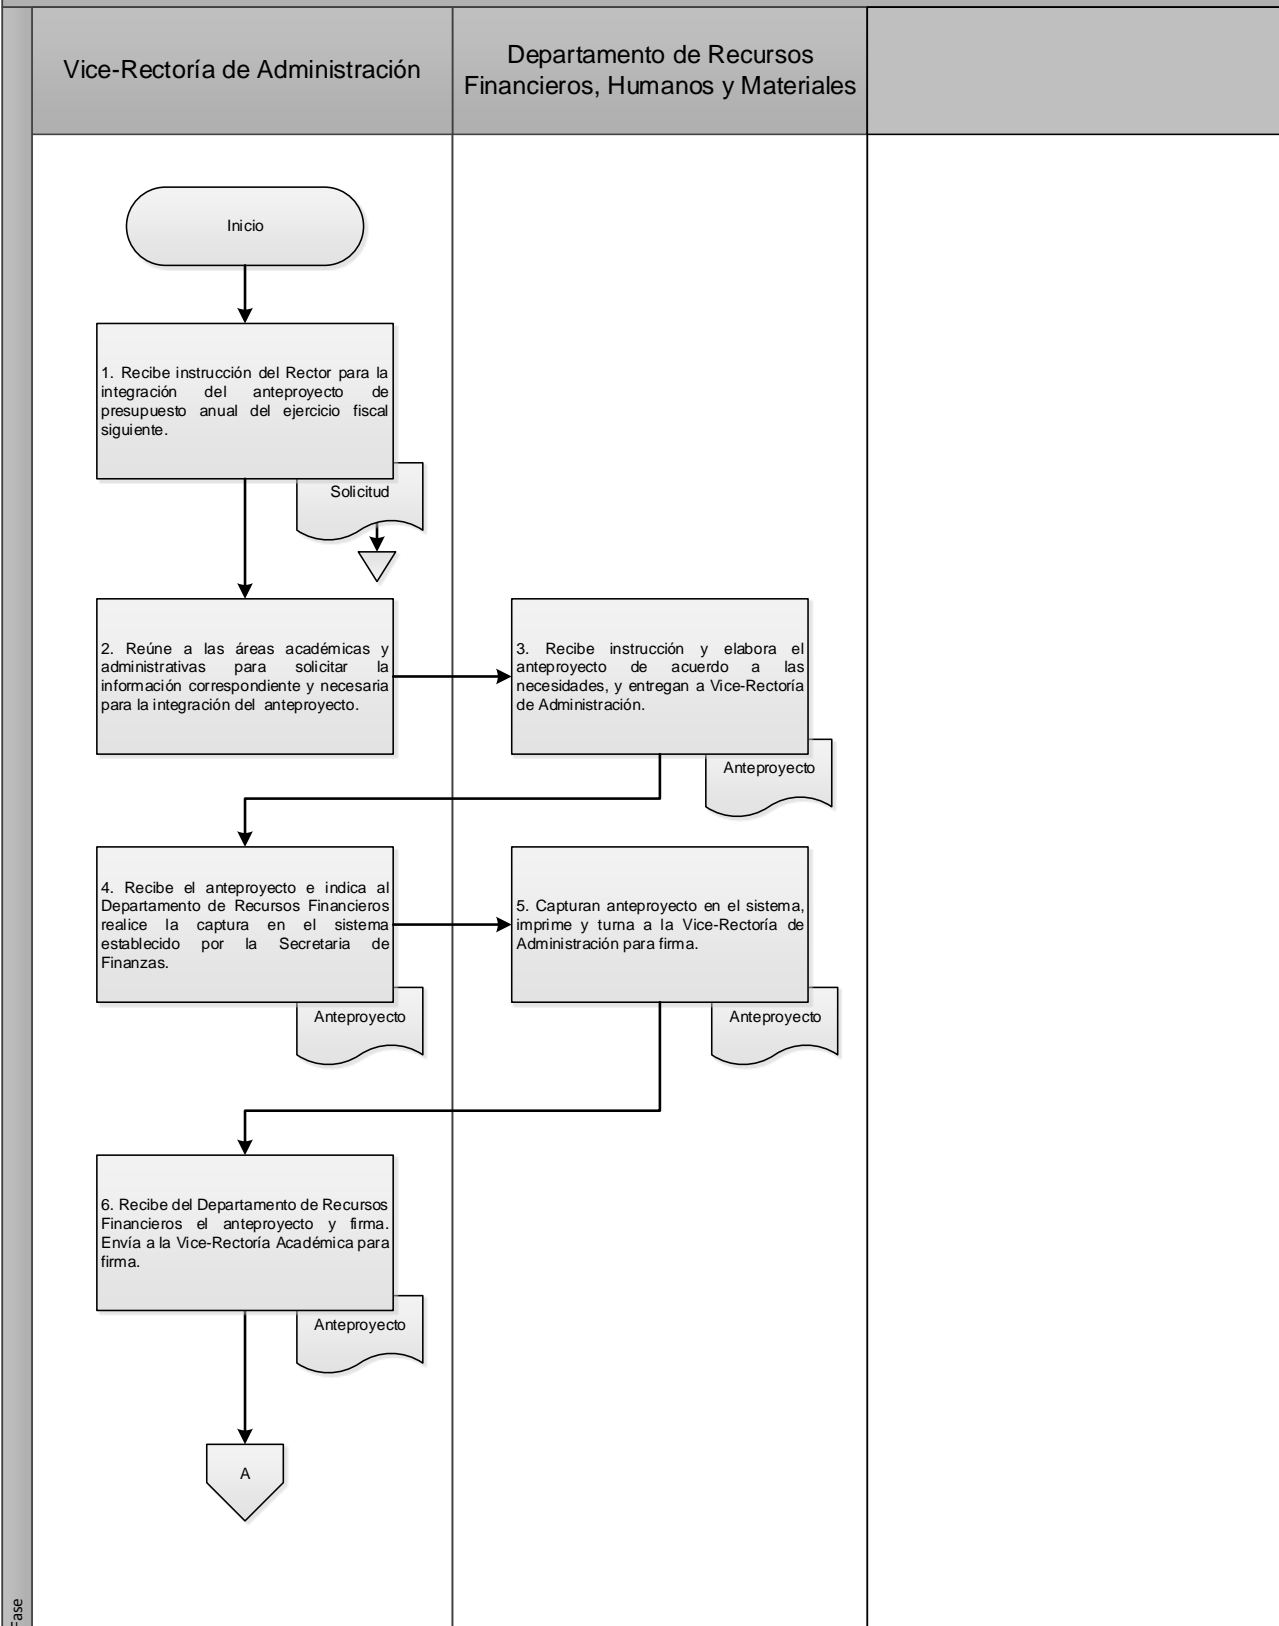 Vice-Rectoría de Administración
Departamento de Recursos
Financieros, Humanos y Materiales
Inicio
1. Recibe instrucción del Rector para la
integración del anteproyecto de
presupuesto anual del ejercicio fiscal
siguiente.
Solicitud
2. Reúne a las áreas académicas y
administrativas para solicitar la
información correspondiente y necesaria
para la integración del anteproyecto.
3. Recibe instrucción y elabora el
anteproyecto de acuerdo a las
necesidades, y entregan a Vice-Rectoría
de Administración.
Anteproyecto
4. Recibe el anteproyecto e indica al
Departamento de Recursos Financieros
realice la captura en el sistema
establecido por la Secretaria de
Finanzas.
Anteproyecto
5. Capturan anteproyecto en el sistema,
imprime y turna a la Vice-Rectoría de
Administración para firma.
Anteproyecto
6. Recibe del Departamento de Recursos
Financieros el anteproyecto y firma.
Envía a la Vice-Rectoría Académica para
firma.
Anteproyecto
A
Fase